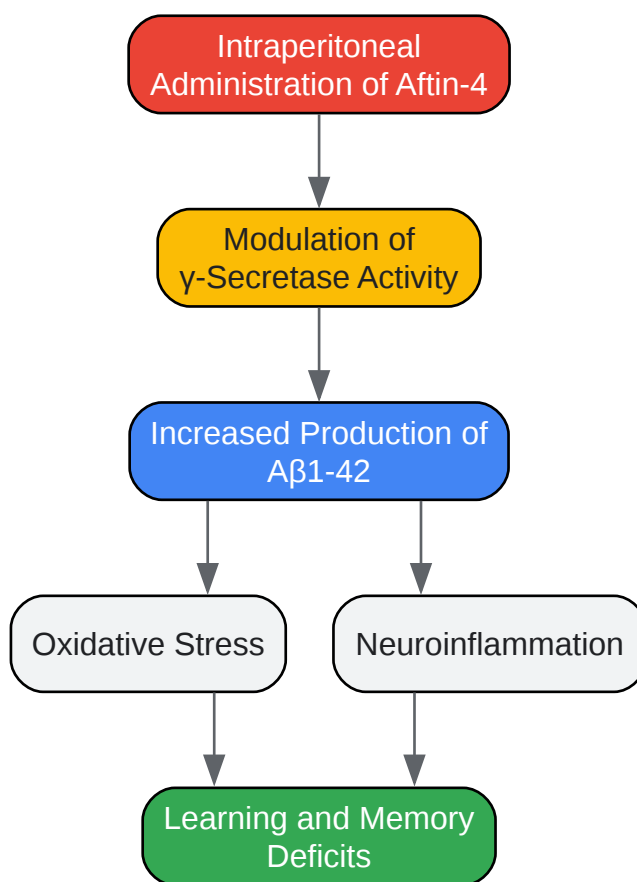 Intraperitoneal
Administration of Aftin-4
Modulation of
γ-Secretase Activity
Increased Production of
Aβ1-42
Oxidative Stress
Neuroinflammation
Learning and Memory
Deficits